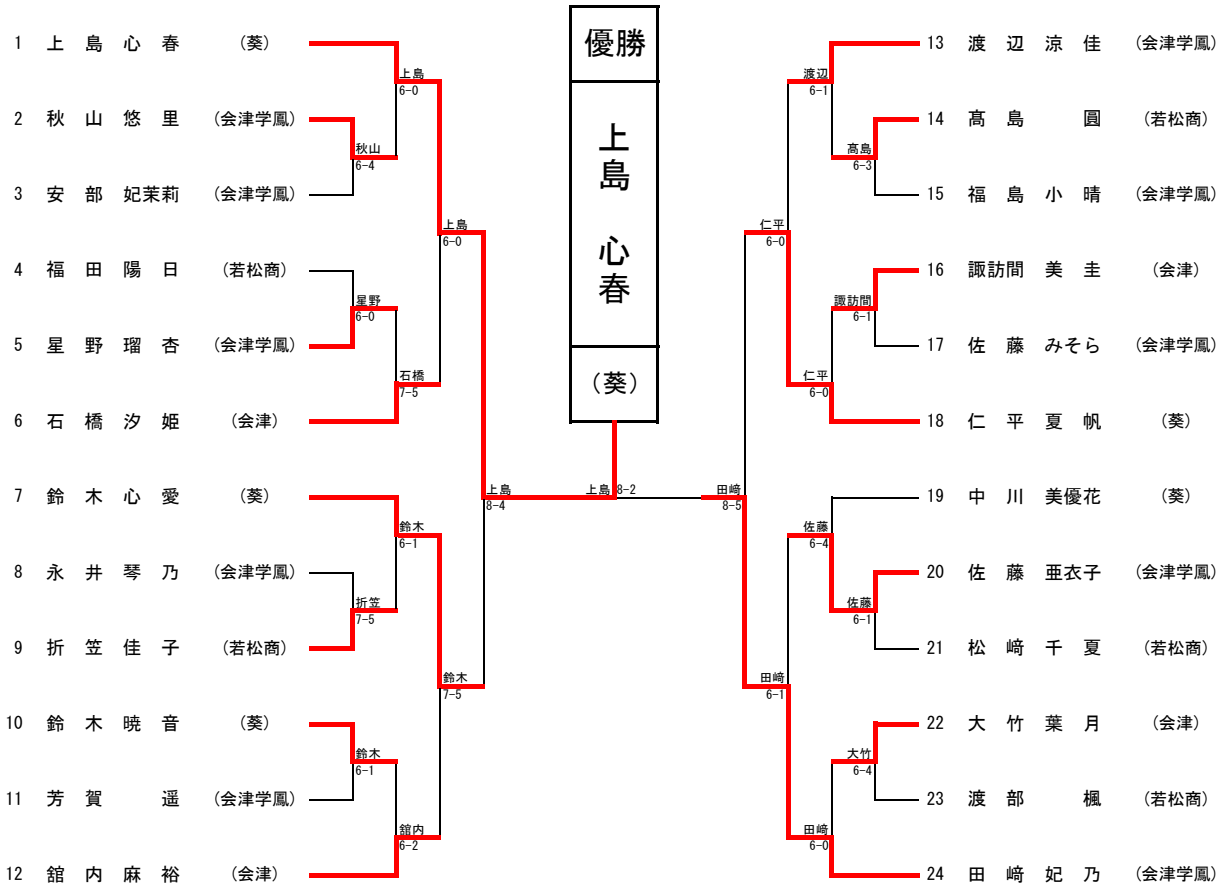 優勝
上島 心春
(葵)
1 上島心春 (葵)
2 秋山悠里 (会津学鳳)
3 安部妃茉莉 (会津学鳳)
4 福田陽日 (若松商)
5 星野瑠杏 (会津学鳳)
6 石橋汐姫 (会津)
7 鈴木心愛 (葵)
8 永井琴乃 (会津学鳳)
9 折笠佳子 (若松商)
10 鈴木暁音 (葵)
11 芳賀 遥 (会津学鳳)
12 舘内麻裕 (会津)
上島
6-0
秋山
6-4
上島
6-0
星野
6-0
石橋
7-5
上島
8-4
鈴木
6-1
折笠
7-5
鈴木
7-5
鈴木
6-1
舘内
6-2
上島 8-2
渡辺
6-1
髙島
6-3
仁平
6-0
諏訪間
6-1
仁平
6-0
田﨑
8-5
佐藤
6-4
佐藤
6-1
田﨑
6-1
大竹
6-4
田﨑
6-0
13 渡辺涼佳 (会津学鳳)
14 髙島 圓 (若松商)
15 福島小晴 (会津学鳳)
16 諏訪間美圭 (会津)
17 佐藤みそら (会津学鳳)
18 仁平夏帆 (葵)
19 中川美優花 (葵)
20 佐藤亜衣子 (会津学鳳)
21 松﨑千夏 (若松商)
22 大竹葉月 (会津)
23 渡部 楓 (若松商)
24 田﨑妃乃 (会津学鳳)